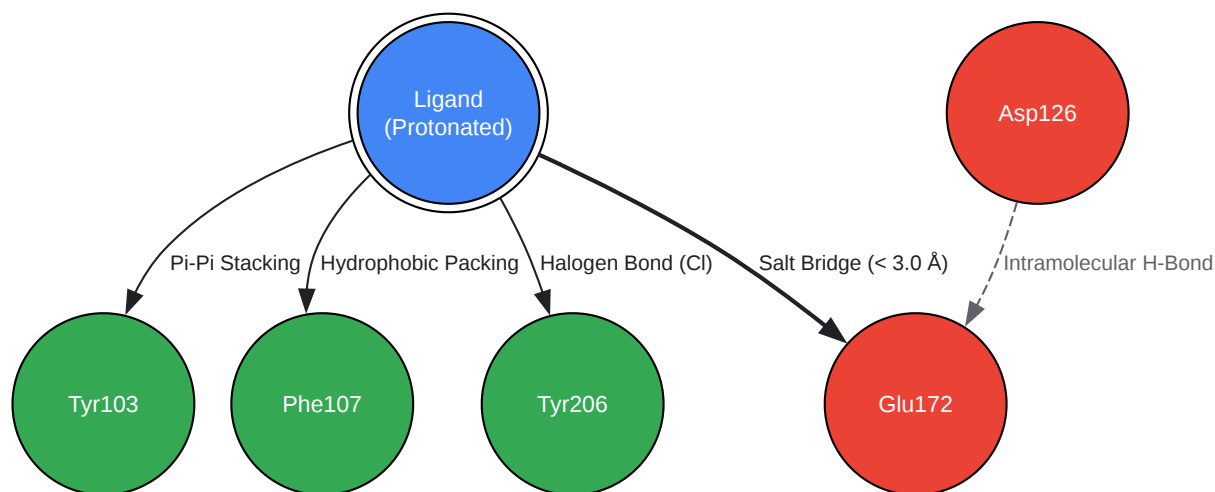 Ligand
(Protonated)
Asp126
Pi-Pi Stacking
Hydrophobic Packing
Halogen Bond (Cl)
Salt Bridge (< 3.0 Å)
Intramolecular H-Bond
Tyr103
Phe107
Tyr206
Glu172